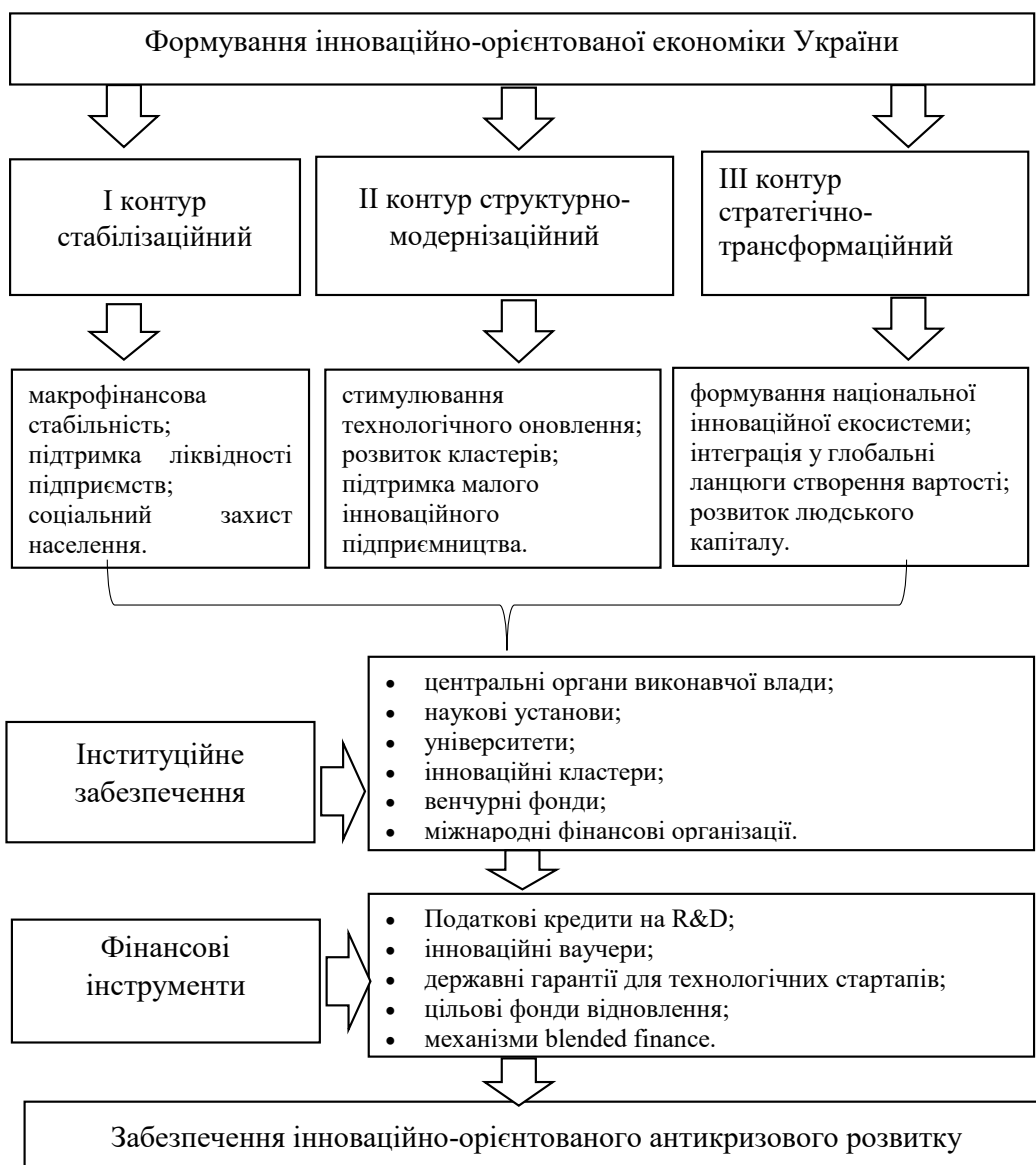 Формування інноваційно-орієнтованої економіки України
І контур
стабілізаційний
ІІ контур структурно-
модернізаційний
ІІІ контур
стратегічно-
трансформаційний
макрофінансова
стабільність;
підтримка ліквідності
підприємств;
соціальний захист
населення.
стимулювання
технологічного оновлення;
розвиток кластерів;
підтримка малого
інноваційного
підприємництва.
формування національної
інноваційної екосистеми;
інтеграція у глобальні
ланцюги створення вартості;
розвиток людського
капіталу.
Інституційне
забезпечення
• центральні органи виконавчої влади;
• наукові установи;
• університети;
• інноваційні кластери;
• венчурні фонди;
• міжнародні фінансові організації.
Фінансові
інструменти
• Податкові кредити на R&D;
• інноваційні ваучери;
• державні гарантії для технологічних стартапів;
• цільові фонди відновлення;
• механізми blended finance.
Забезпечення інноваційно-орієнтованого антикризового розвитку